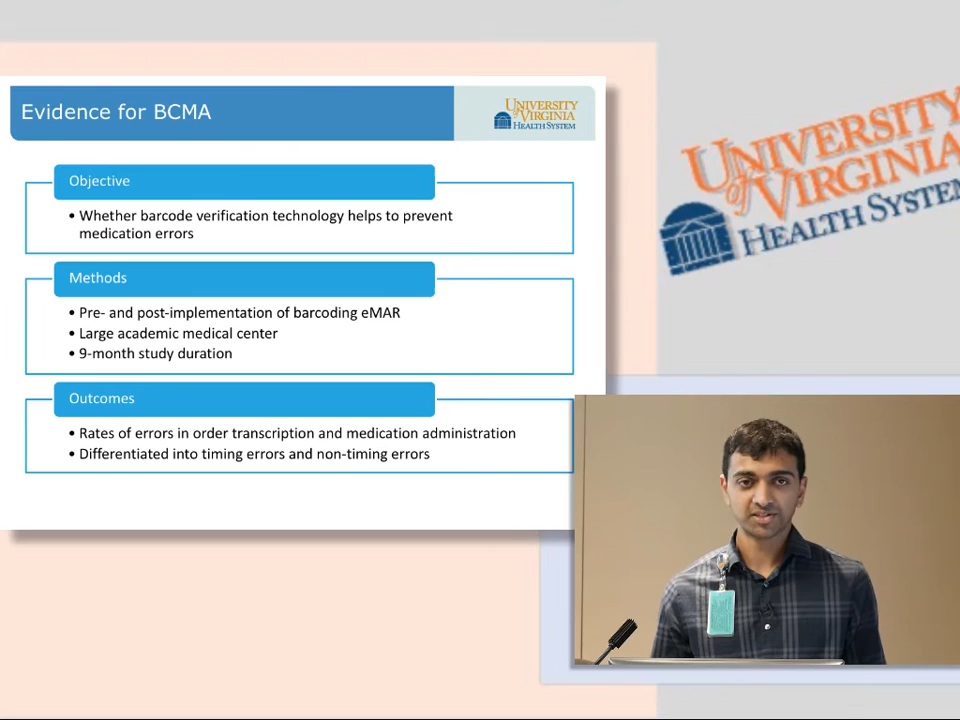 Evidence for BCMA
UNIVERSITY
of VIRGINIA
HEALTH SYSTEM
Objective
• Whether barcode verification technology helps to prevent
medication errors
Methods
• Pre- and post-implementation of barcoding eMAR
• Large academic medical center
• 9-month study duration
Outcomes
• Rates of errors in order transcription and medication administration
• Differentiated into timing errors and non-timing errors
UNIVERSITY
of VIRGINIA
HEALTH SYSTEM